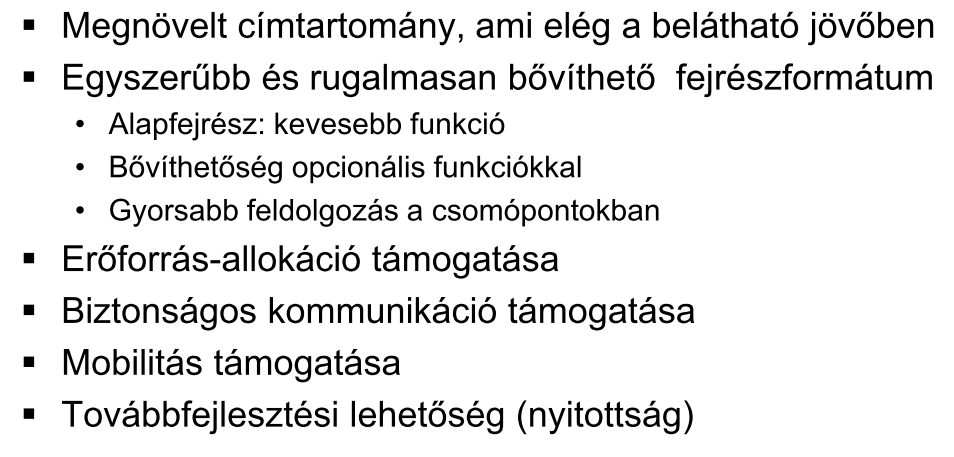 ▪ Megnövelt címtartomány, ami elég a belátható jövőben
▪ Egyszerűbb és rugalmasan bővíthető  fejrészformátum
• Alapfejrész: kevesebb funkció
• Bővíthetőség opcionális funkciókkal
• Gyorsabb feldolgozás a csomópontokban
▪ Erőforrás-allokáció támogatása
▪ Biztonságos kommunikáció támogatása
▪ Mobilitás támogatása
▪ Továbbfejlesztési lehetőség (nyitottság)